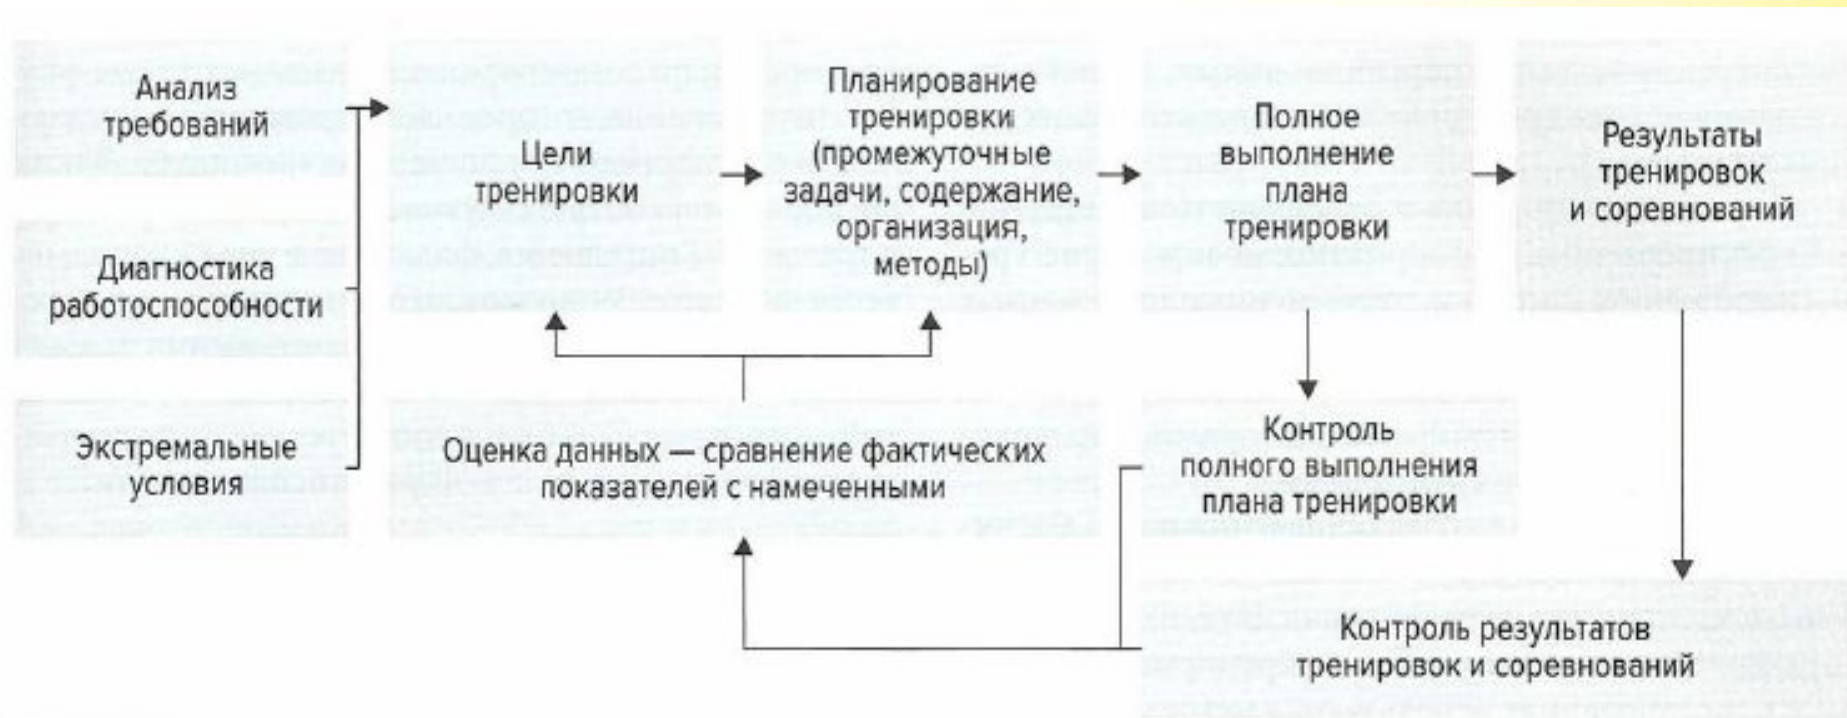 Анализ
требований
Диагностика
работоспособности
Экстремальные
условия
Цели
тренировки
Планирование
тренировки
(промежуточные
задачи, содержание,
организация,
методы)
Полное
выполнение
плана
тренировки
Результаты
тренировок
и соревнований
Оценка данных — сравнение фактических
показателей с намеченными
Контроль
полного выполнения
плана тренировки
Контроль результатов
тренировок и соревнований